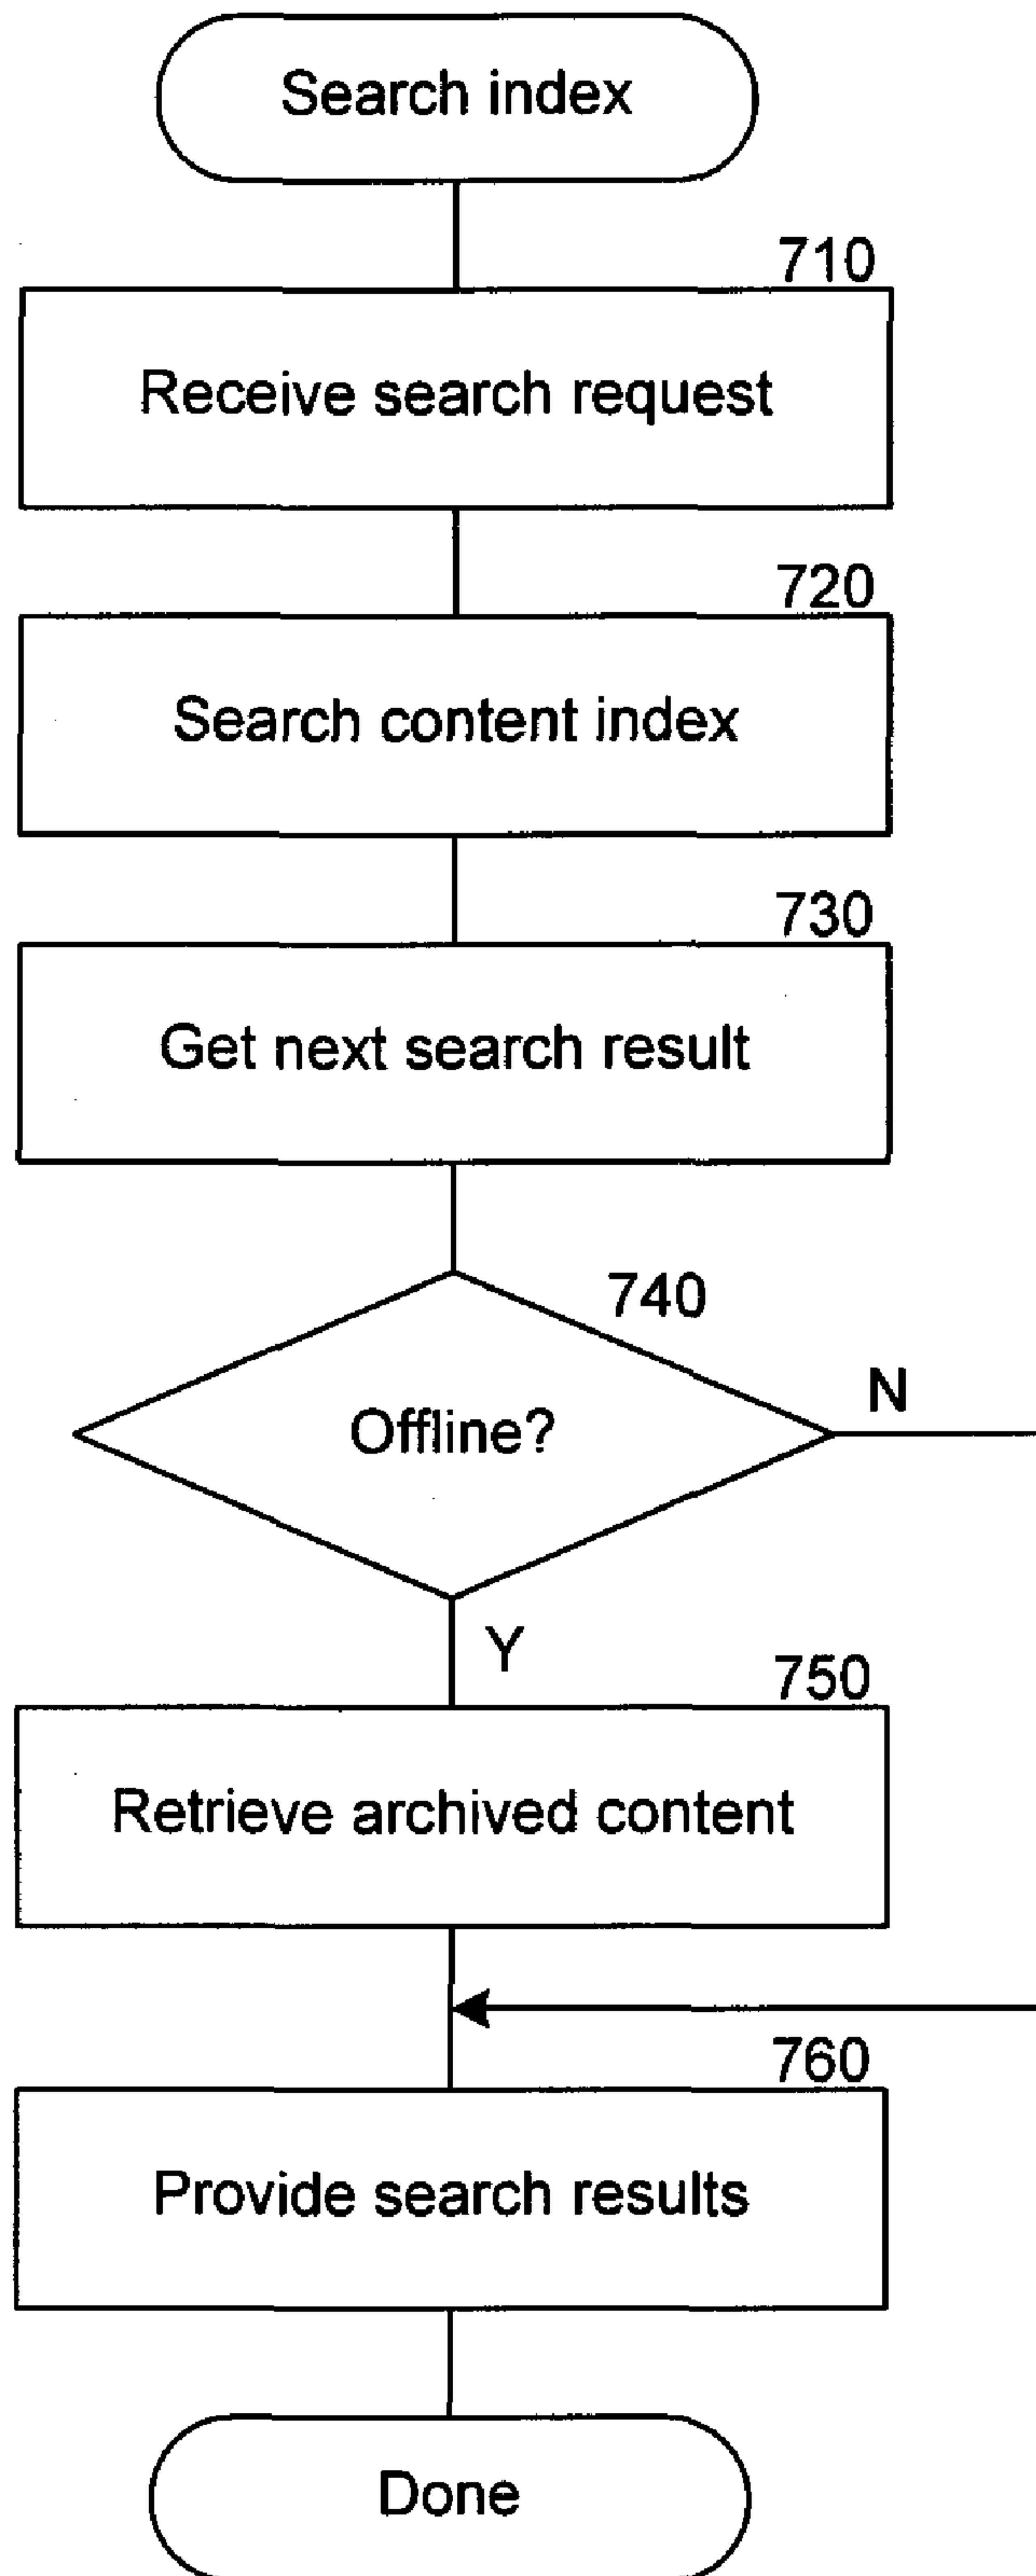 Search index
710
Receive search request
720
Search content index
730
Get next search result
740
Offline?
N
Y
750
Retrieve archived content
760
Provide search results
Done